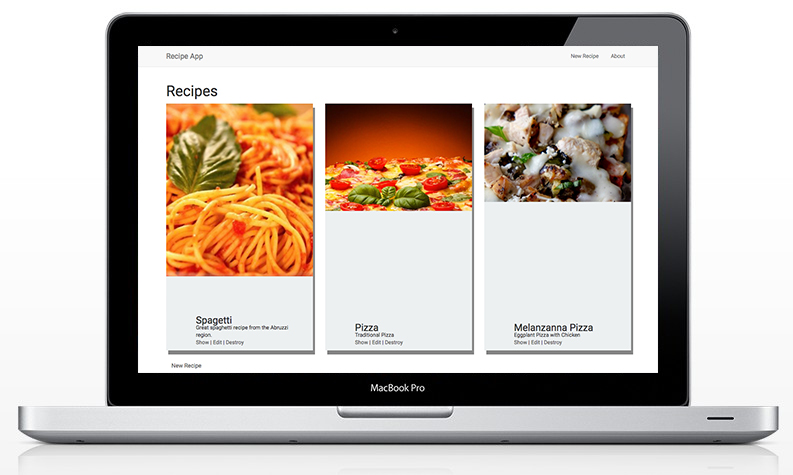 Recipe App
New Recipe
About
Recipes
Spagetti
Great spaghetti recipe from the Abruzzi
region.
Show | Edit | Destroy
Pizza
Traditional Pizza
Show | Edit | Destroy
Melanzanna Pizza
Eggplant Pizza with Chicken
Show | Edit | Destroy
New Recipe
MacBook Pro